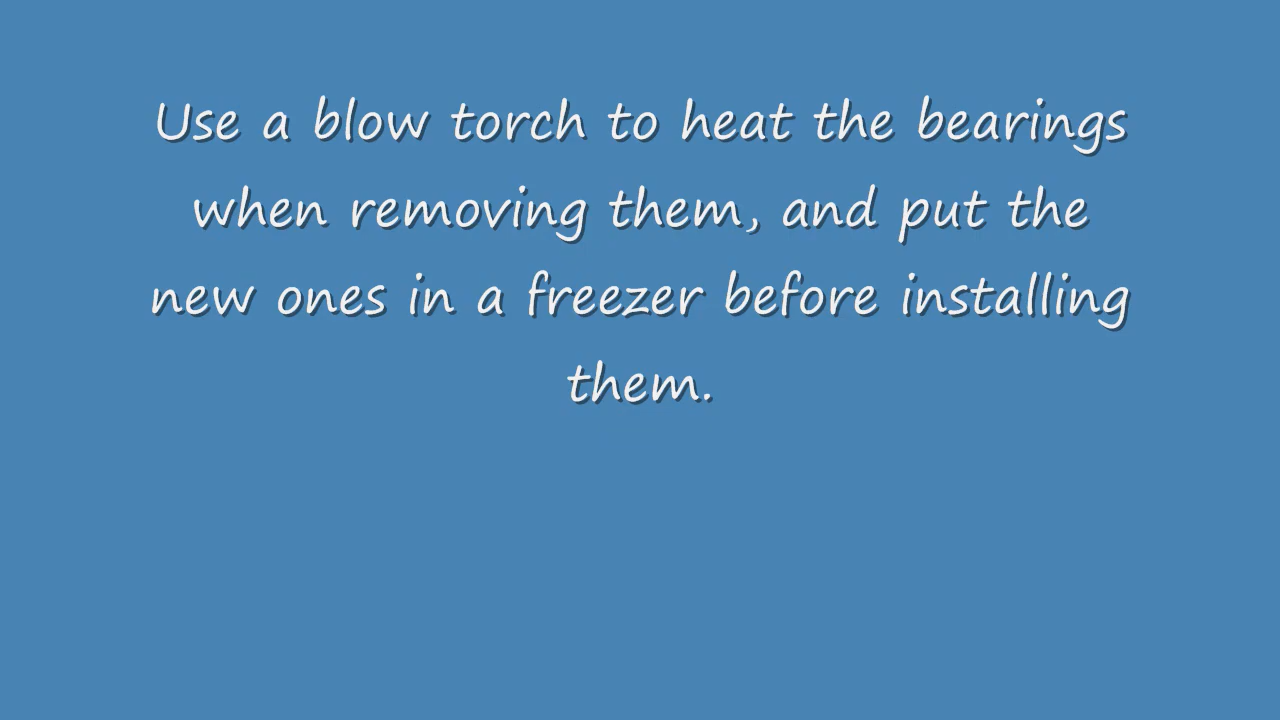 Use a blow torch to heat the bearings
when removing them, and put the
new ones in a freezer before installing
them.